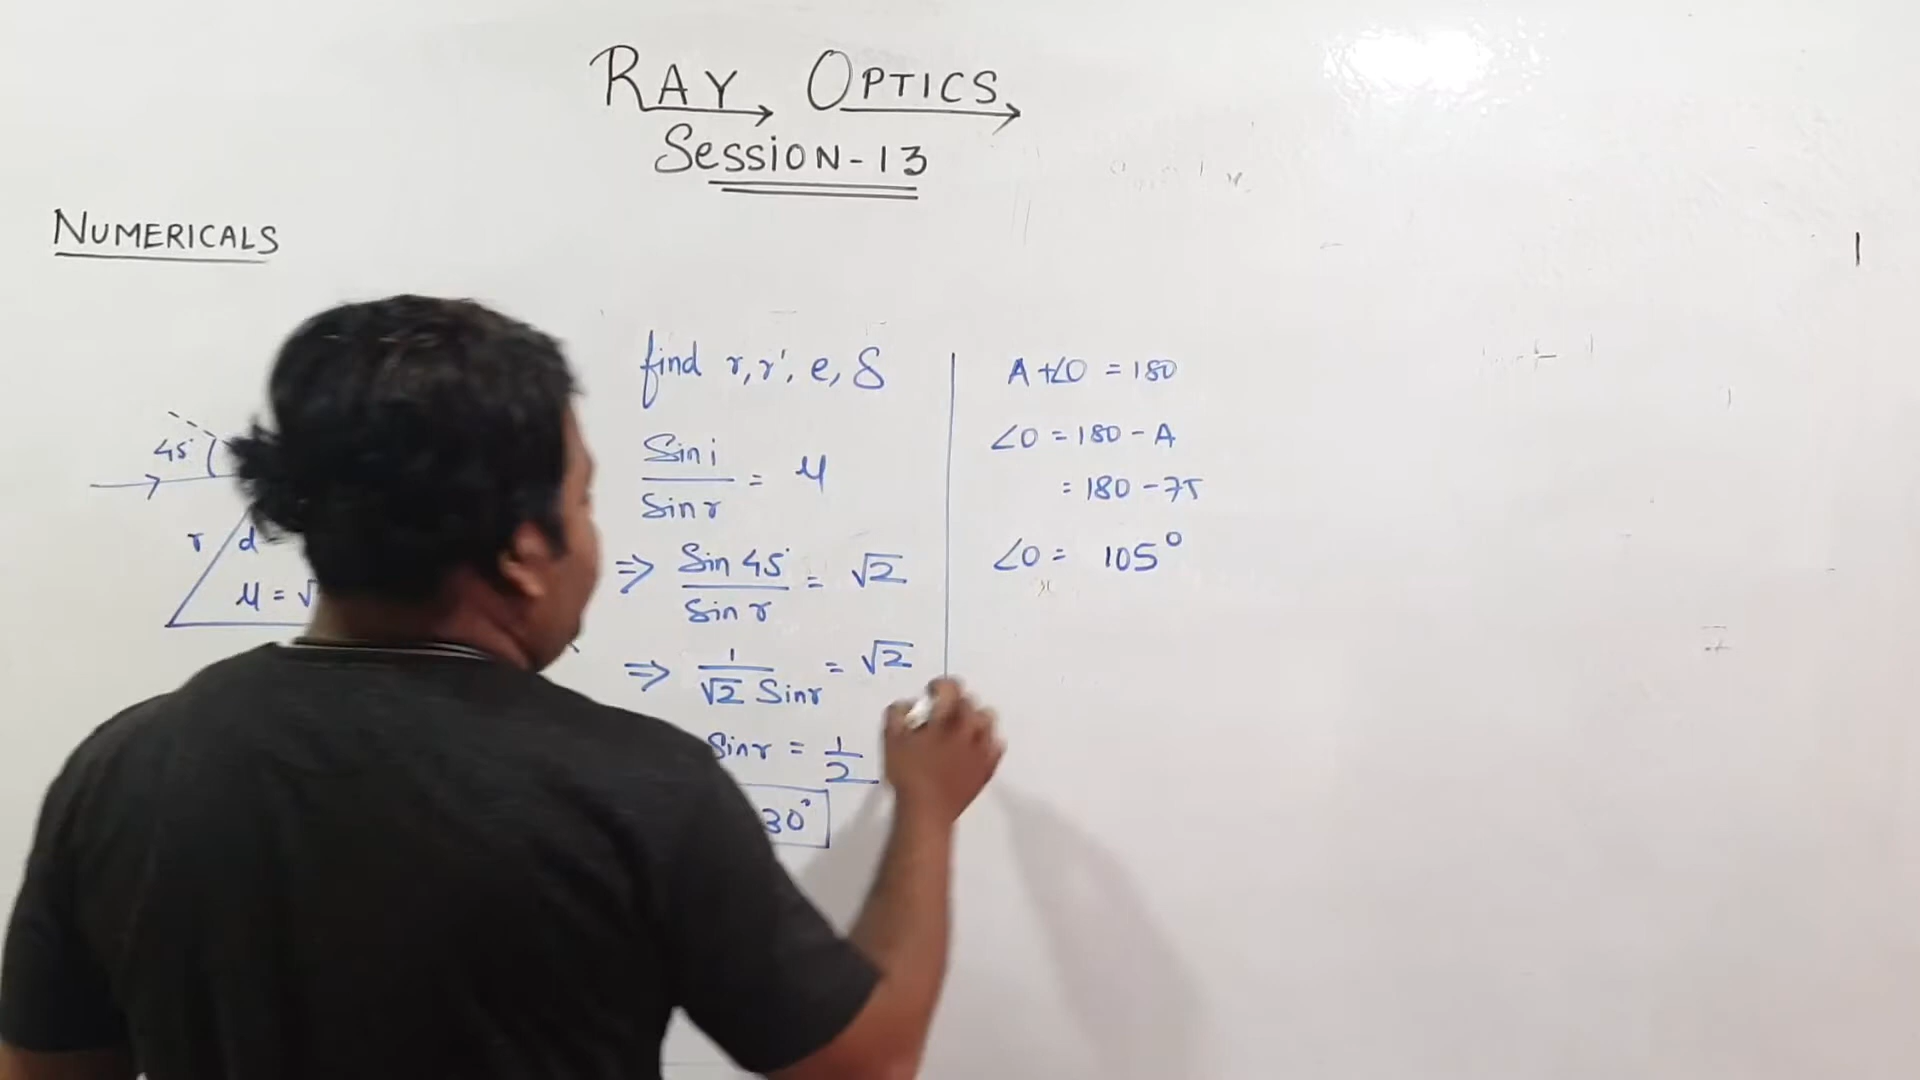 RAY OPTICS
SESSION-13
NUMERICALS
45°
r d
μ = √
find r, r', e, δ
Sin i / Sin r = μ
⇒ Sin 45° / Sin r = √2
⇒ 1 / √2 Sin r = √2
Sin r = 1/2
30°
A + ∠O = 180
∠O = 180 - A
= 180 - 75
∠O = 105°